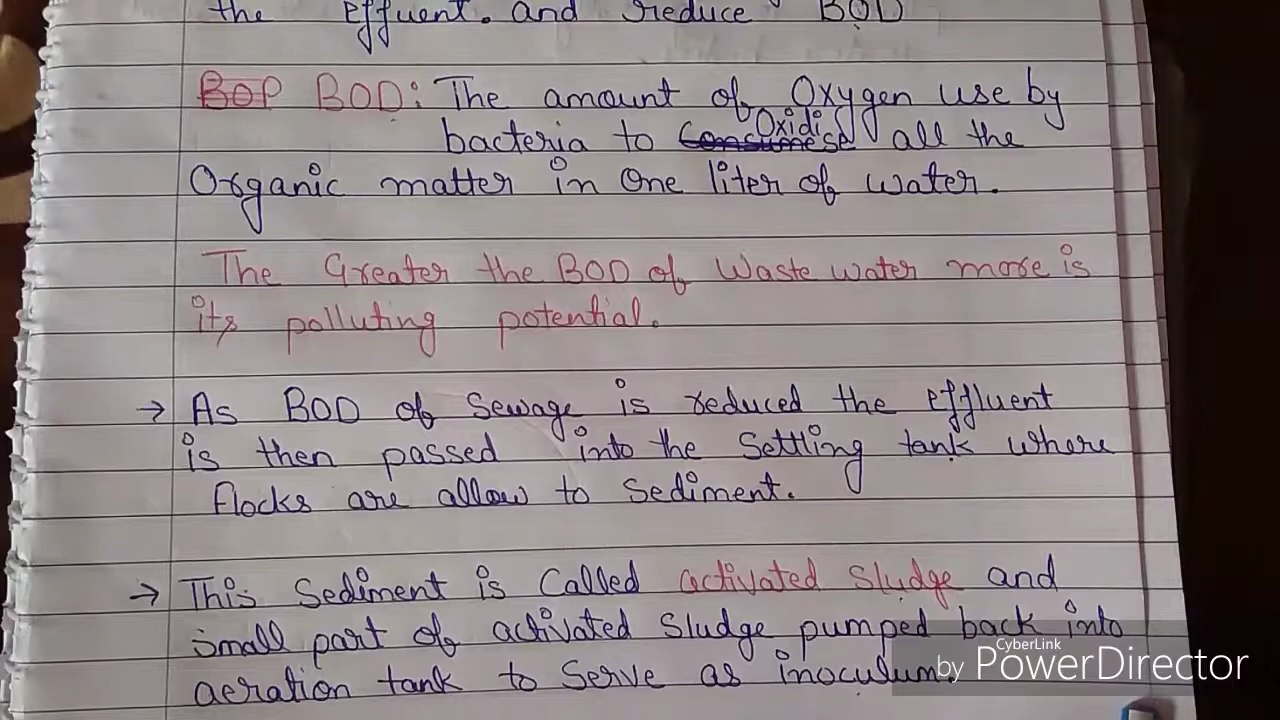 the effuent. and reduce BOD
BOP BOD: The amount of Oxygen use by
Oxidi
bacteria to Consumese all the
Organic matter in One liter of water.
The Greater the BOD of Waste water more is
its polluting potential.
→ As BOD of Sewage is reduced the effluent
is then passed into the Settling tank where
flocks are allow to Sediment.
→ This Sediment is Called activated Sludge and
Small part of activated Sludge pumped back into
aeration tank to Serve as inoculum.
CyberLink
by PowerDirector